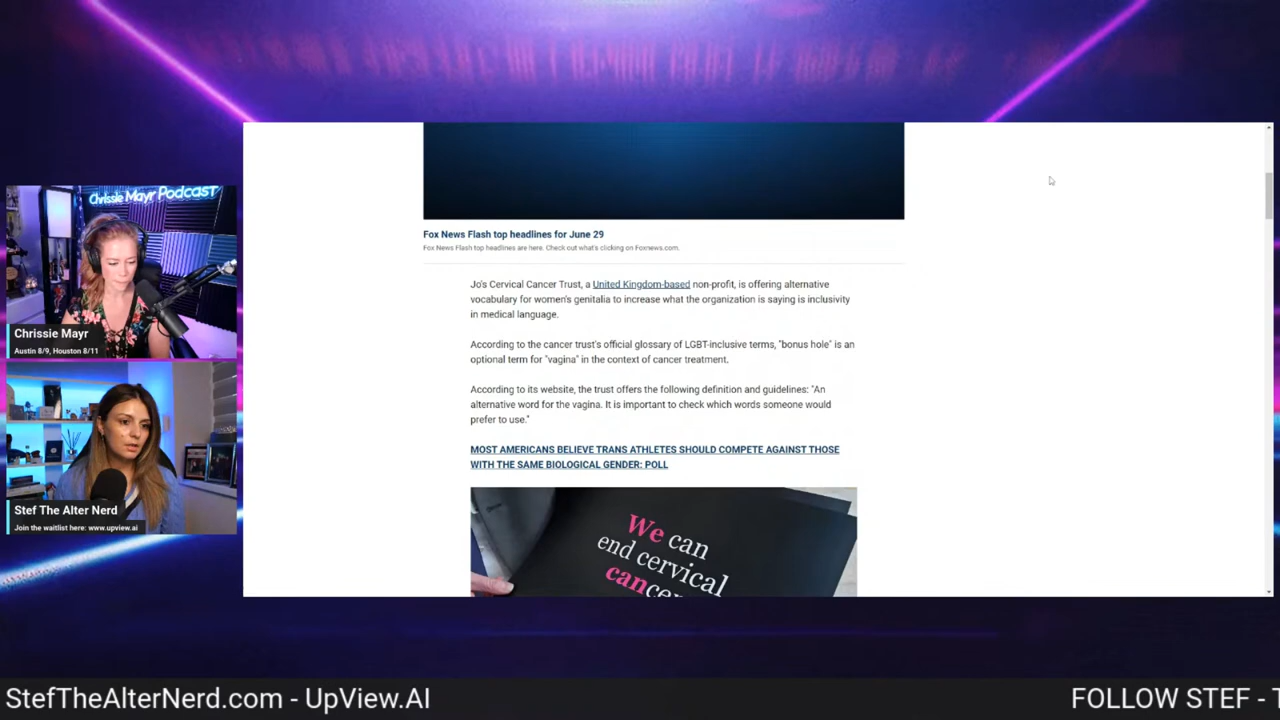 Chrissie Mayr Podcast
Chrissie Mayr
Austin 8/9, Houston 8/11
Stef The Alter Nerd
Join the waitlist here: www.upview.ai
Fox News Flash top headlines for June 29
Fox News Flash top headlines are here. Check out what's clicking on Foxnews.com.
Jo's Cervical Cancer Trust, a United Kingdom-based non-profit, is offering alternative
vocabulary for women's genitalia to increase what the organization is saying is inclusivity
in medical language.
According to the cancer trust's official glossary of LGBT-inclusive terms, "bonus hole" is an
optional term for "vagina" in the context of cancer treatment.
According to its website, the trust offers the following definition and guidelines: "An
alternative word for the vagina. It is important to check which words someone would
prefer to use."
MOST AMERICANS BELIEVE TRANS ATHLETES SHOULD COMPETE AGAINST THOSE
WITH THE SAME BIOLOGICAL GENDER: POLL
We can
end cervical
cancer
StefTheAlterNerd.com - UpView.AI
FOLLOW STEF - T